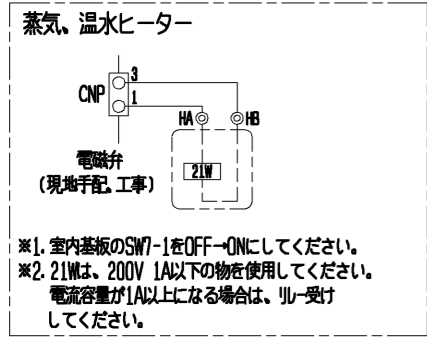 蒸気、温水ヒーター
3
CNP
1
HA
HB
電磁弁
(現地手配、工事)
21W
※1. 室内基板のSW7-1をOFF→ONにしてください。
※2. 21Wは、200V 1A以下の物を使用してください。
電流容量が1A以上になる場合は、リレー受け
してください。